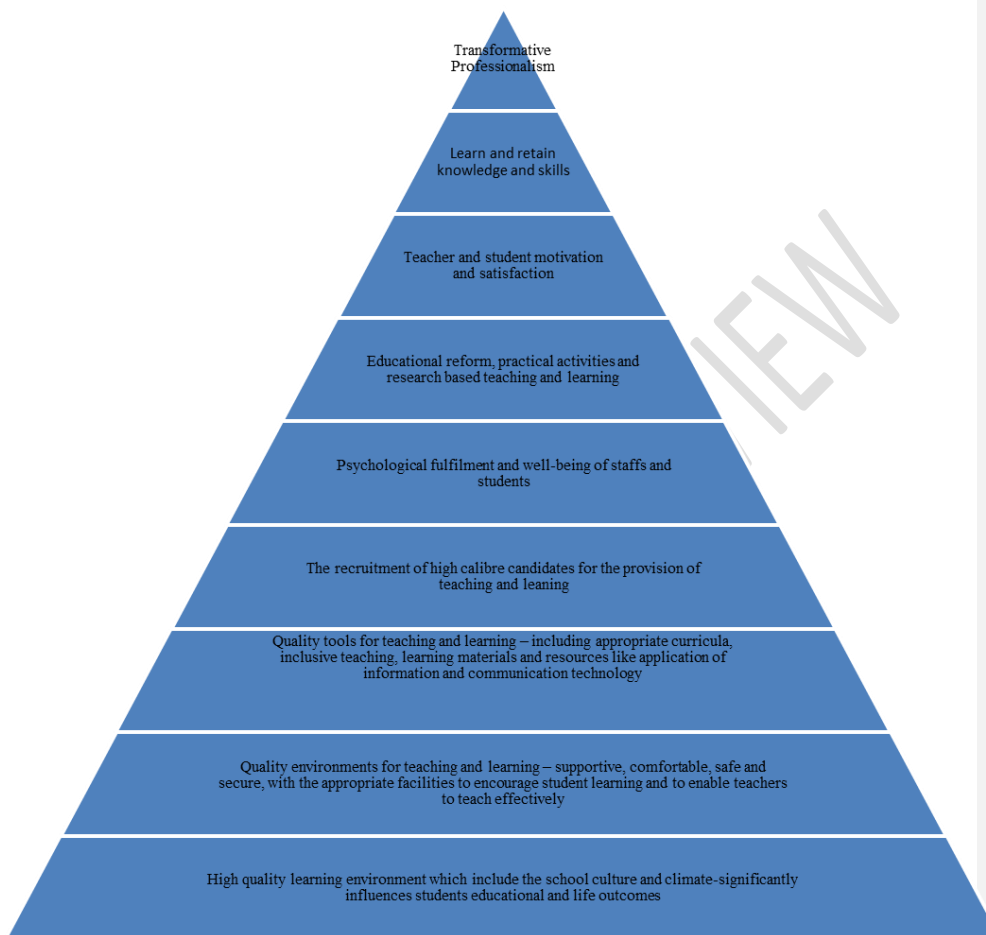 Transformative
Professionalism
Learn and retain
knowledge and skills
Teacher and student motivation
and satisfaction
Educational reform, practical activities and
research based teaching and learning
Psychological fulfilment and well-being of staffs and
students
The recruitment of high calibre candidates for the provision of
teaching and leaning
Quality tools for teaching and learning – including appropriate curricula,
inclusive teaching, learning materials and resources like application of
information and communication technology
Quality environments for teaching and learning – supportive, comfortable, safe and
secure, with the appropriate facilities to encourage student learning and to enable teachers
to teach effectively
High quality learning environment which include the school culture and climate-significantly
influences students educational and life outcomes